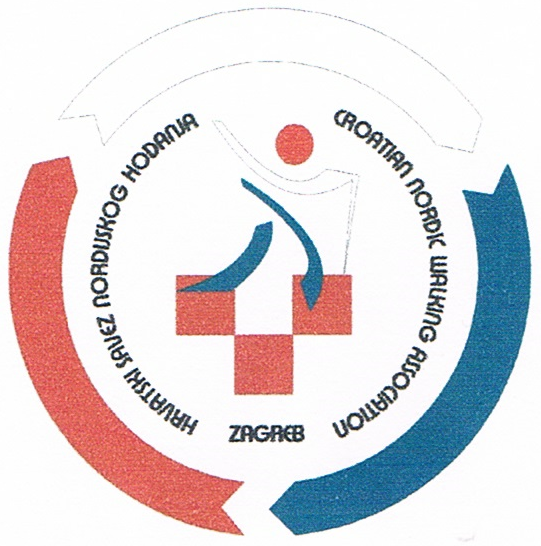 HRVATSKI SAVEZ NORDIJSKOG HODANJA
CROATIAN NORDIC WALKING ASSOCIATION
ZAGREB